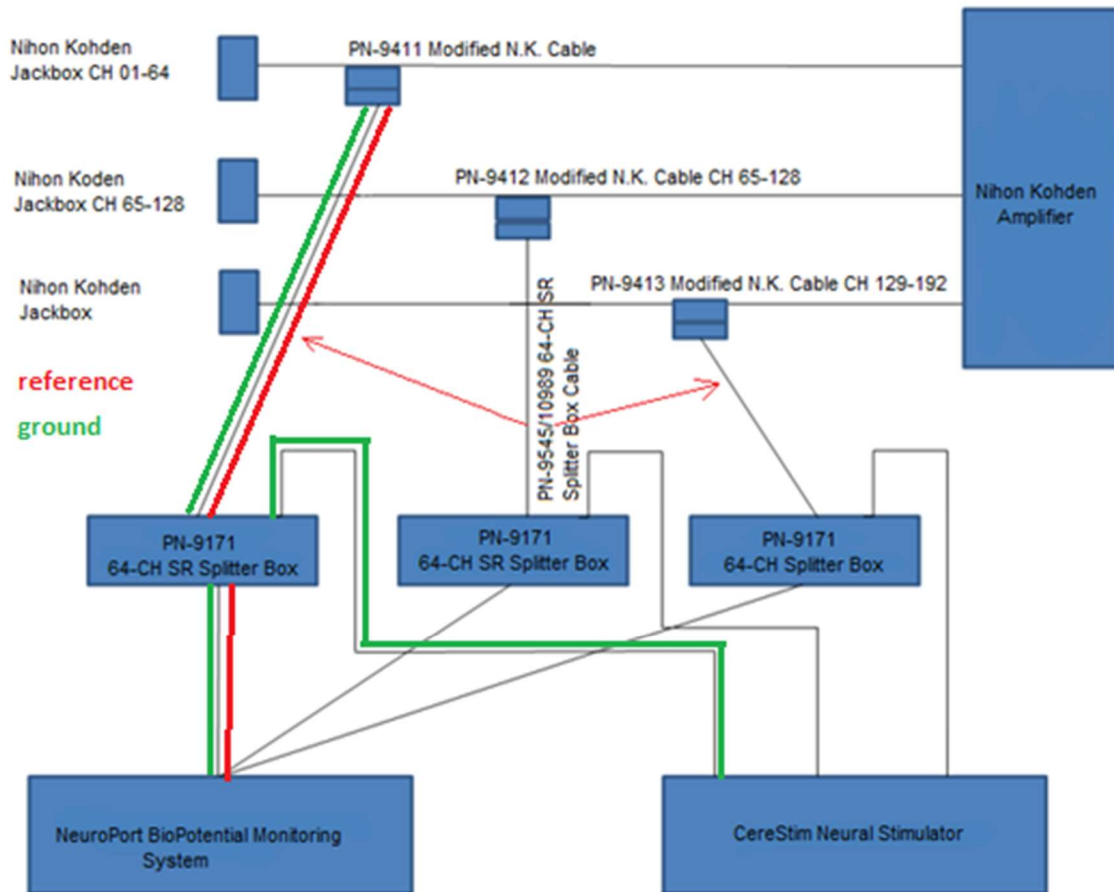 Nihon Kohden
Jackbox CH 01-64
PN-9411 Modified N.K. Cable
Nihon Koden
Jackbox CH 65-128
PN-9412 Modified N.K. Cable CH 65-128
Nihon Kohden
Amplifier
Nihon Kohden
Jackbox
PN-9413 Modified N.K. Cable CH 129-192
reference
ground
PN-9545/10989 64-CH SR
Splitter Box Cable
PN-9171
64-CH SR Splitter Box
PN-9171
64-CH SR Splitter Box
PN-9171
64-CH Splitter Box
NeuroPort BioPotential Monitoring
System
CereStim Neural Stimulator